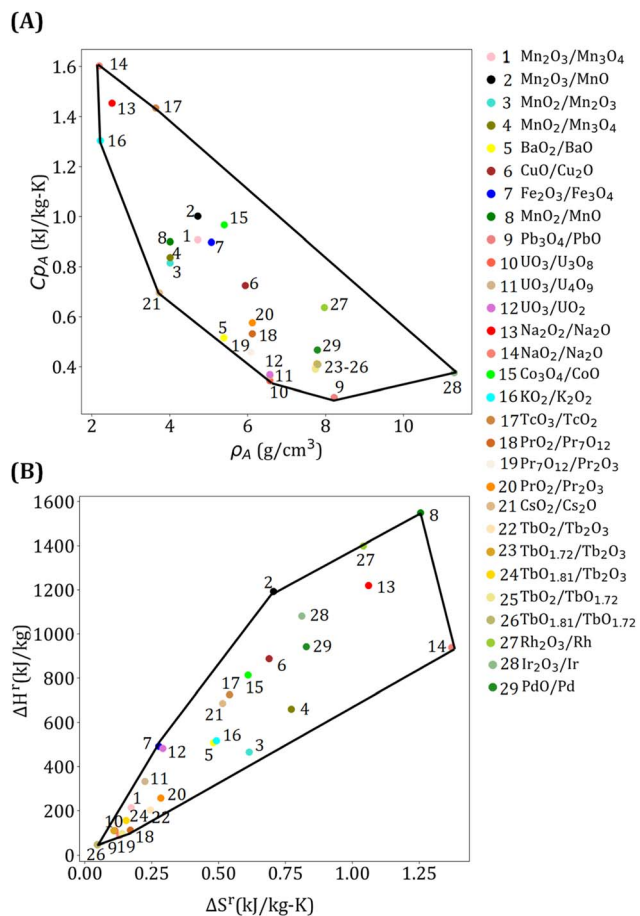 (A)
1.6
1.4
1.2
1.0
0.8
0.6
0.4
2
4
6
8
10
CpA (kJ/kg-K)
ρA (g/cm³)
14
13
17
16
2
15
8
1
7
4
3
21
6
27
20
5
18
19
29
12
23-26
11
10
9
28
1 Mn₂O₃/Mn₃O₄
2 Mn₂O₃/MnO
3 MnO₂/Mn₂O₃
4 MnO₂/Mn₃O₄
5 BaO₂/BaO
6 CuO/Cu₂O
7 Fe₂O₃/Fe₃O₄
8 MnO₂/MnO
9 Pb₃O₄/PbO
10 UO₃/U₃O₈
11 UO₃/U₄O₉
12 UO₃/UO₂
13 Na₂O₂/Na₂O
14 NaO₂/Na₂O
15 Co₃O₄/CoO
16 KO₂/K₂O₂
17 TcO₃/TcO₂
18 PrO₂/Pr₇O₁₂
19 Pr₇O₁₂/Pr₂O₃
20 PrO₂/Pr₂O₃
21 CsO₂/Cs₂O
22 TbO₂/Tb₂O₃
23 TbO₁.₇₂/Tb₂O₃
24 TbO₁.₈₁/Tb₂O₃
25 TbO₂/TbO₁.₇₂
26 TbO₁.₈₁/TbO₁.₇₂
27 Rh₂O₃/Rh
28 Ir₂O₃/Ir
29 PdO/Pd
(B)
1600
1400
1200
1000
800
600
400
200
0
0.00
0.25
0.50
0.75
1.00
1.25
ΔHʳ(kJ/kg)
ΔSʳ(kJ/kg-K)
8
27
2
13
28
29
14
6
15
17
21
4
7
12
5
16
3
11
1
20
10
24
22
26
9
19
18